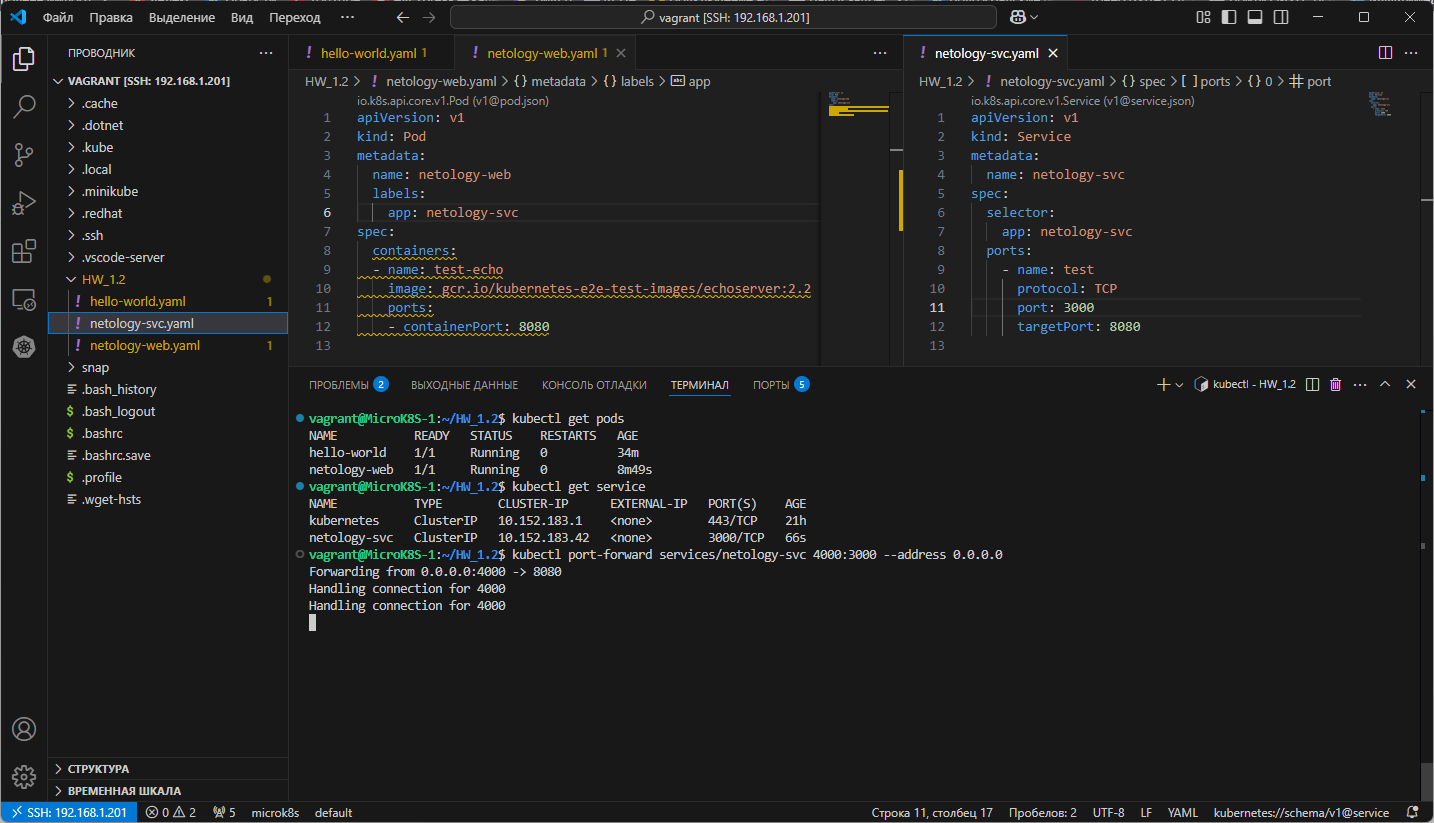 Файл Правка Выделение Вид Переход ··· vagrant [SSH: 192.168.1.201]
ПРОВОДНИК ···
VAGRANT [SSH: 192.168.1.201]
.cache
.dotnet
.kube
.local
.minikube
.redhat
.ssh
.vscode-server
HW_1.2
! hello-world.yaml 1
! netology-svc.yaml
! netology-web.yaml 1
snap
.bash_history
$ .bash_logout
$ .bashrc
.bashrc.save
$ .profile
.wget-hsts
СТРУКТУРА
ВРЕМЕННАЯ ШКАЛА
! hello-world.yaml 1 ! netology-web.yaml 1 ···
HW_1.2 > ! netology-web.yaml > {} metadata > {} labels > abc app
io.k8s.api.core.v1.Pod (v1@pod.json)
1 apiVersion: v1
2 kind: Pod
3 metadata:
4 name: netology-web
5 labels:
6 app: netology-svc
7 spec:
8 containers:
9 - name: test-echo
10 image: gcr.io/kubernetes-e2e-test-images/echoserver:2.2
11 ports:
12 - containerPort: 8080
13
! netology-svc.yaml ···
HW_1.2 > ! netology-svc.yaml > {} spec > [ ] ports > {} 0 > # port
io.k8s.api.core.v1.Service (v1@service.json)
1 apiVersion: v1
2 kind: Service
3 metadata:
4 name: netology-svc
5 spec:
6 selector:
7 app: netology-svc
8 ports:
9 - name: test
10 protocol: TCP
11 port: 3000
12 targetPort: 8080
13
ПРОБЛЕМЫ 2 ВЫХОДНЫЕ ДАННЫЕ КОНСОЛЬ ОТЛАДКИ ТЕРМИНАЛ ПОРТЫ 5 kubectl - HW_1.2 ···
vagrant@MicroK8S-1:~/HW_1.2$ kubectl get pods
NAME READY STATUS RESTARTS AGE
hello-world 1/1 Running 0 34m
netology-web 1/1 Running 0 8m49s
vagrant@MicroK8S-1:~/HW_1.2$ kubectl get service
NAME TYPE CLUSTER-IP EXTERNAL-IP PORT(S) AGE
kubernetes ClusterIP 10.152.183.1 <none> 443/TCP 21h
netology-svc ClusterIP 10.152.183.42 <none> 3000/TCP 66s
vagrant@MicroK8S-1:~/HW_1.2$ kubectl port-forward services/netology-svc 4000:3000 --address 0.0.0.0
Forwarding from 0.0.0.0:4000 -> 8080
Handling connection for 4000
Handling connection for 4000
SSH: 192.168.1.201 0 2 5 microk8s default Строка 11, столбец 17 Пробелов: 2 UTF-8 LF YAML kubernetes://schema/v1@service